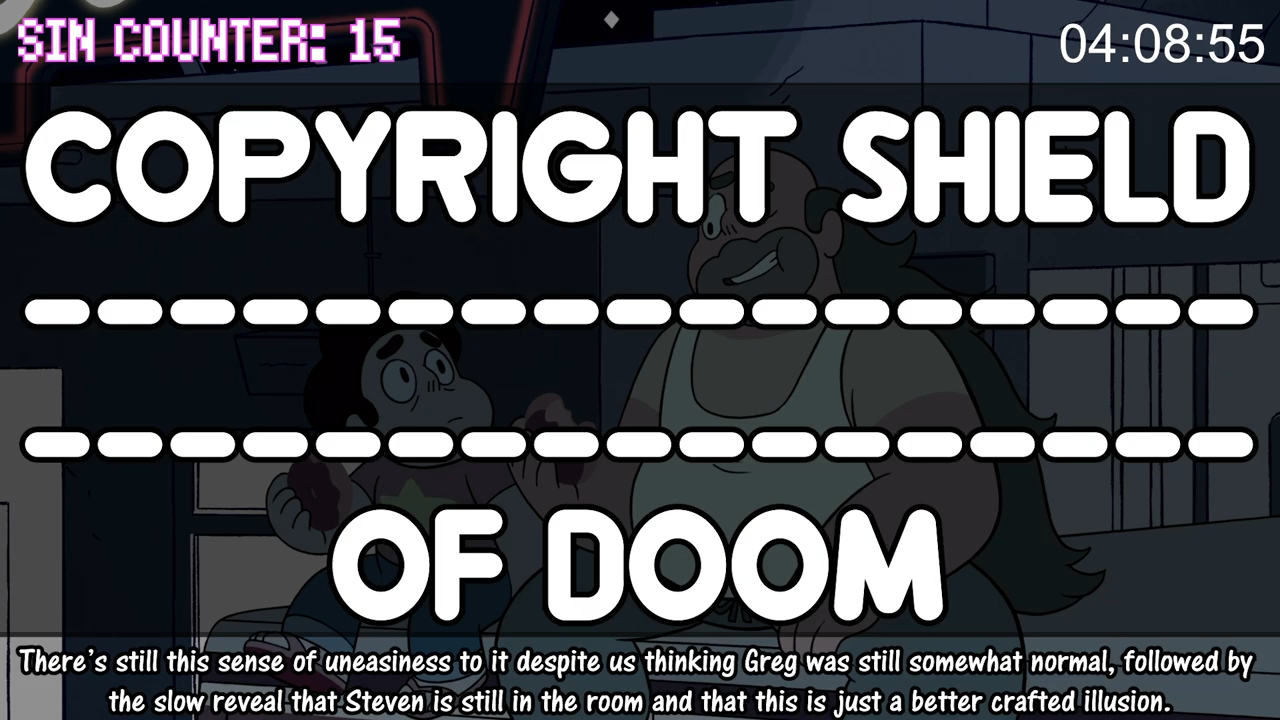 SIN COUNTER: 15
04:08:55
COPYRIGHT SHIELD
OF DOOM
There's still this sense of uneasiness to it despite us thinking Greg was still somewhat normal, followed by
the slow reveal that Steven is still in the room and that this is just a better crafted illusion.